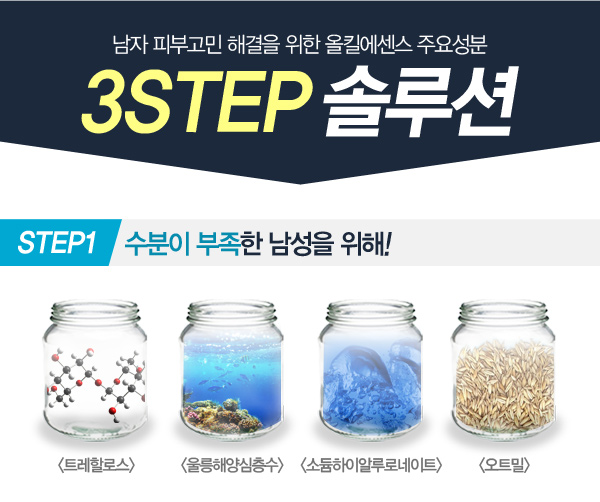 남자 피부고민 해결을 위한 올킬에센스 주요성분
3STEP 솔루션
STEP1 수분이 부족한 남성을 위해!
<트레할로스> <울릉해양심층수> <소듐하이알루로네이트> <오트밀>